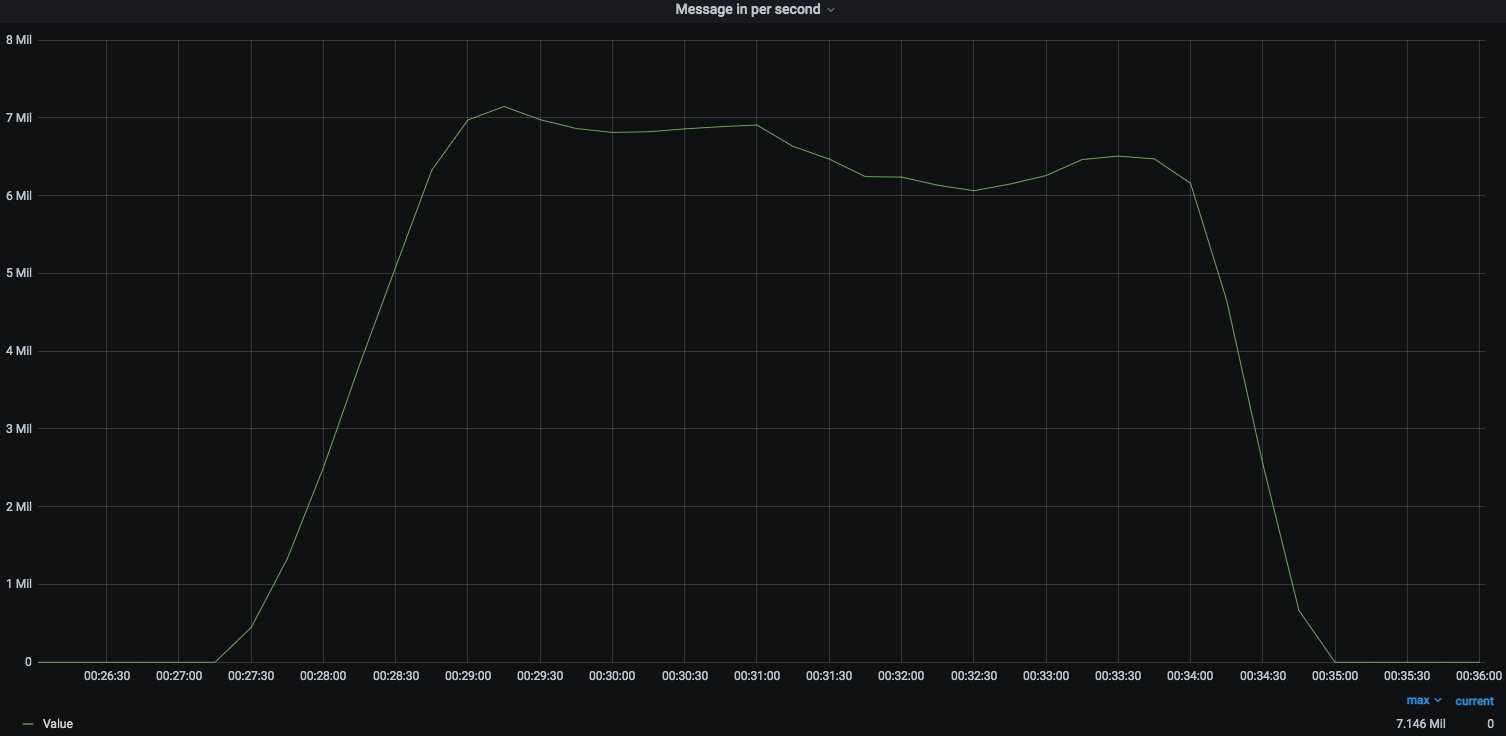 Message in per second
8 Mil
7 Mil
6 Mil
5 Mil
4 Mil
3 Mil
2 Mil
1 Mil
0
00:26:30 00:27:00 00:27:30 00:28:00 00:28:30 00:29:00 00:29:30 00:30:00 00:30:30 00:31:00 00:31:30 00:32:00 00:32:30 00:33:00 00:33:30 00:34:00 00:34:30 00:35:00 00:35:30 00:36:00
max current
Value 7.146 Mil 0